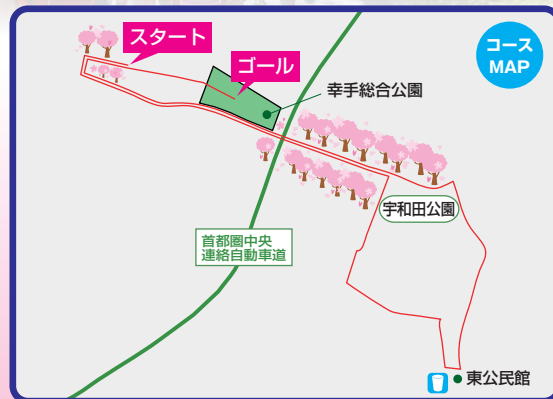 コース
MAP
スタート
ゴール
幸手総合公園
宇和田公園
首都圏中央
連絡自動車道
東公民館